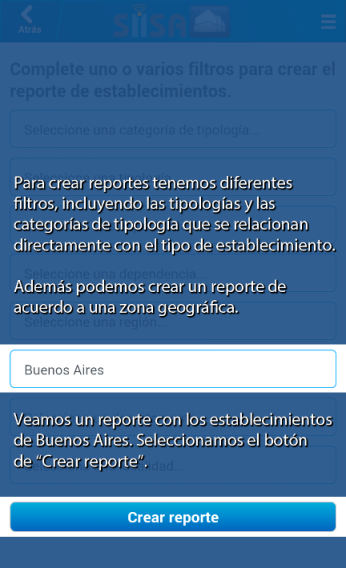 Atrás
SIISA
Complete uno o varios filtros para crear el
reporte de establecimientos.
Seleccione una categoría de tipología...
Seleccione una tipología...
Para crear reportes tenemos diferentes
filtros, incluyendo las tipologías y las
categorías de tipología que se relacionan
directamente con el tipo de establecimiento.
Seleccione una dependencia...
Además podemos crear un reporte de
acuerdo a una zona geográfica.
Seleccione una región...
Buenos Aires
Veamos un reporte con los establecimientos
de Buenos Aires. Seleccionamos el botón
de “Crear reporte”.
Crear reporte